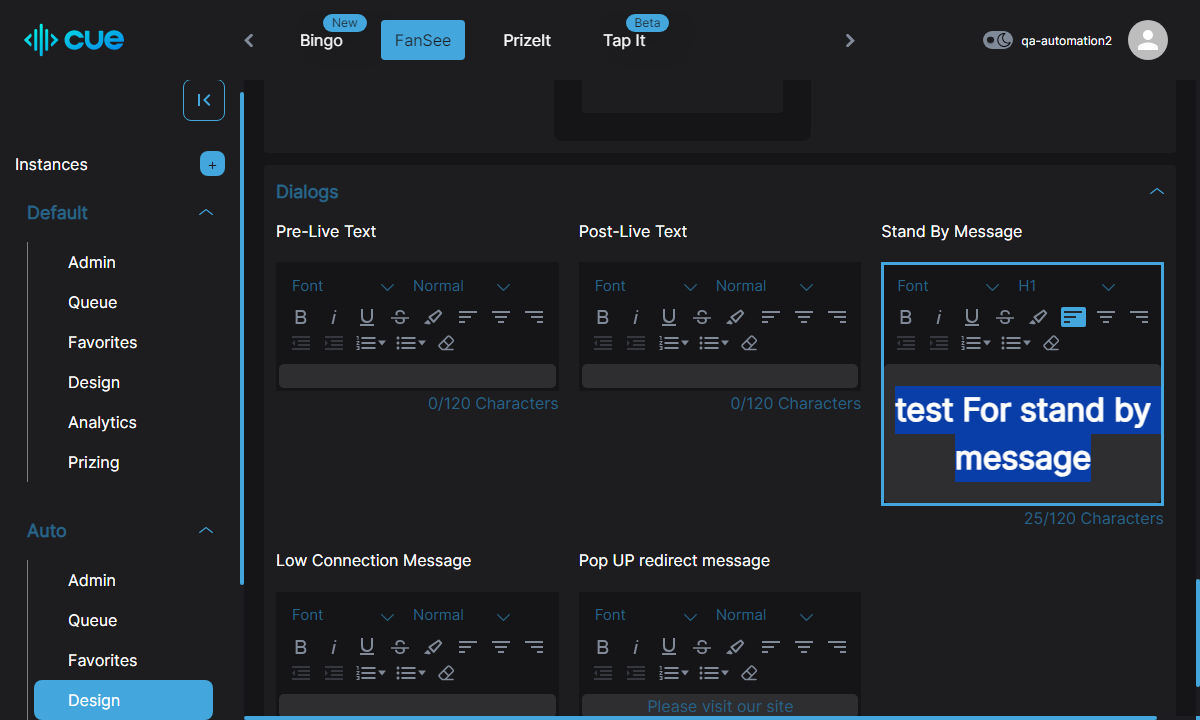 cue
New
Bingo
FanSee
PrizeIt
Beta
Tap It
qa-automation2
Instances
+
Default
Admin
Queue
Favorites
Design
Analytics
Prizing
Auto
Admin
Queue
Favorites
Design
Dialogs
Pre-Live Text
Font
Normal
0/120 Characters
Post-Live Text
Font
Normal
0/120 Characters
Stand By Message
Font
H1
test For stand by
message
25/120 Characters
Low Connection Message
Font
Normal
Pop UP redirect message
Font
Normal
Please visit our site